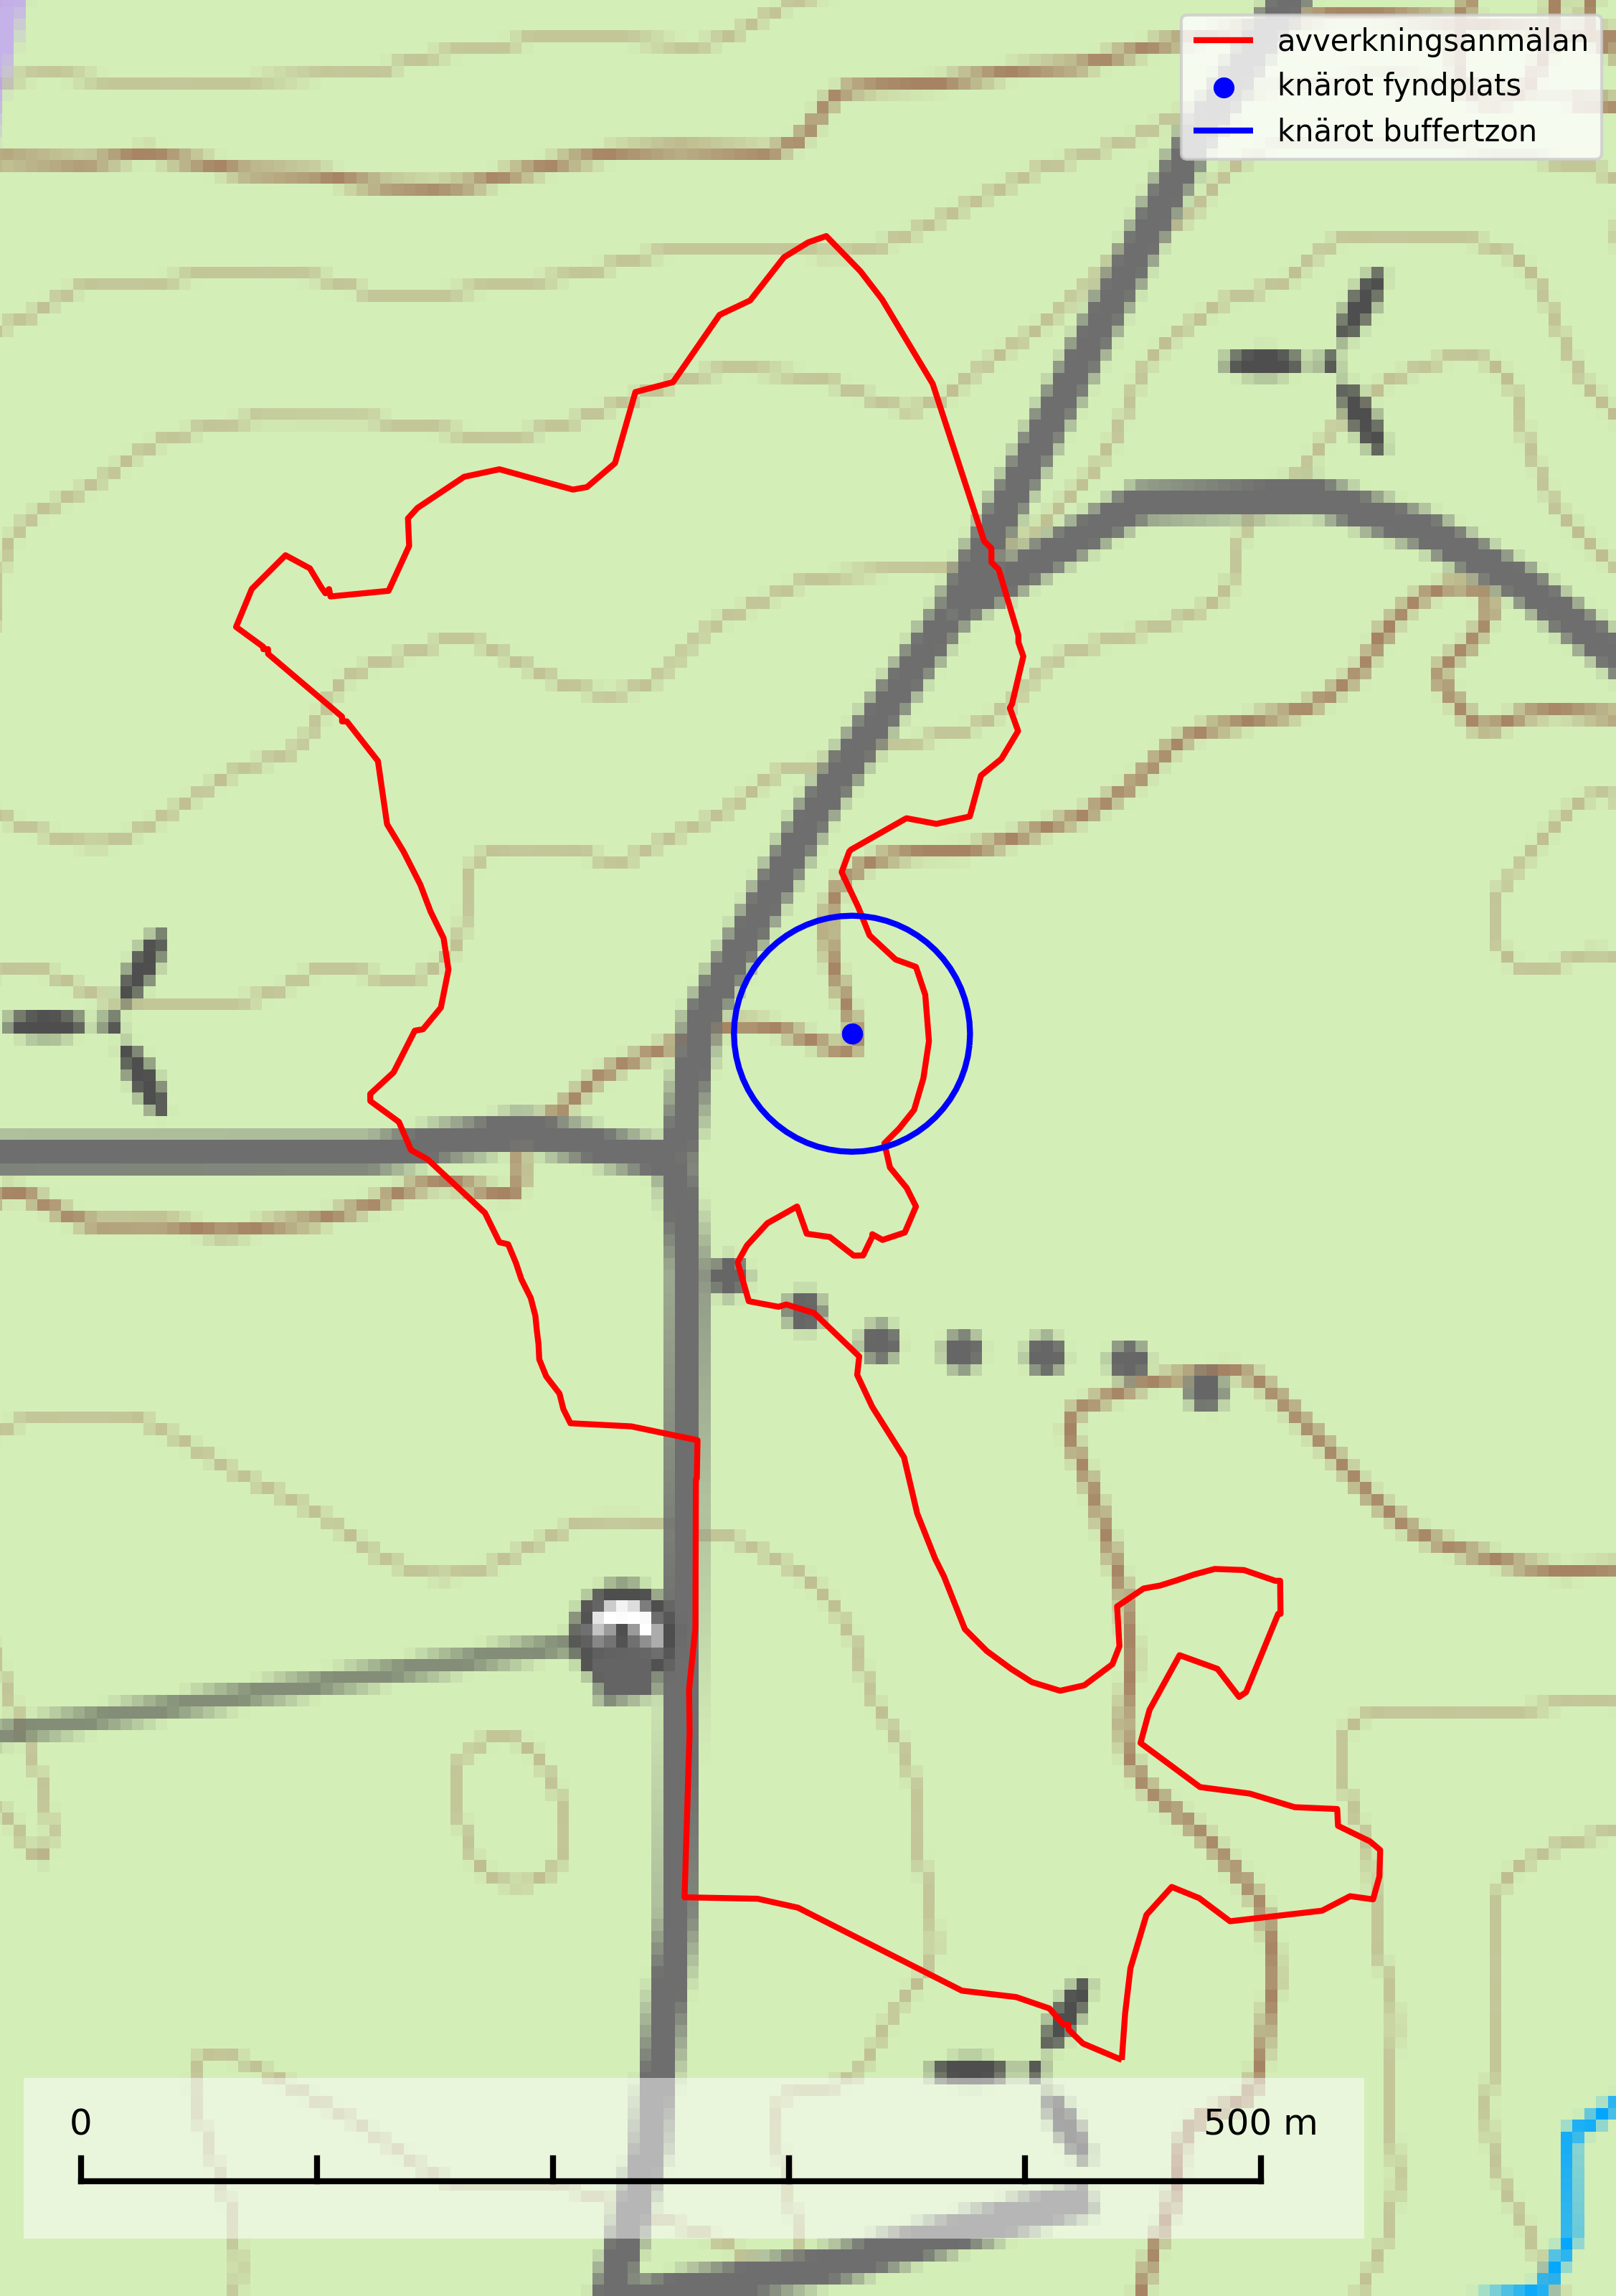 avverkningsanmälan
knärot fyndplats
knärot buffertzon
0
500 m